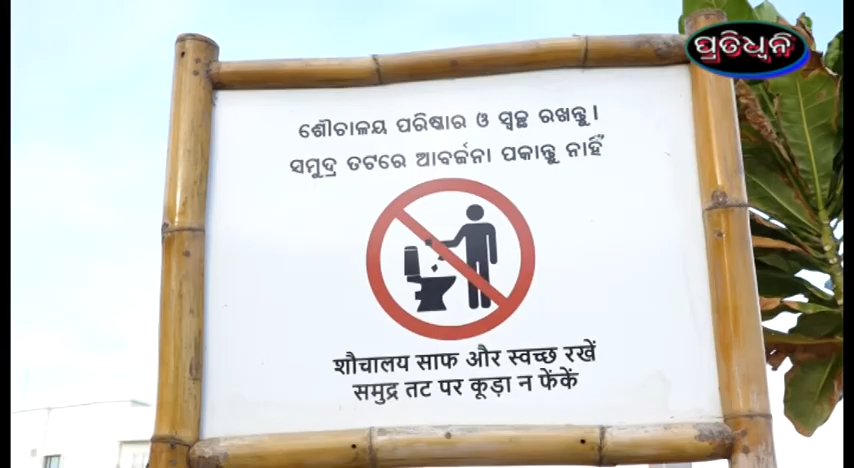 ପ୍ରତିଧ୍ୱନି
ଶୌଚାଳୟ ପରିଷ୍କାର ଓ ସ୍ୱଚ୍ଛ ରଖନ୍ତୁ।
ସମୁଦ୍ର ତଟରେ ଆବର୍ଜନା ପକାନ୍ତୁ ନାହିଁ
शौचालय साफ और स्वच्छ रखें
समुद्र तट पर कूड़ा न फेंकें